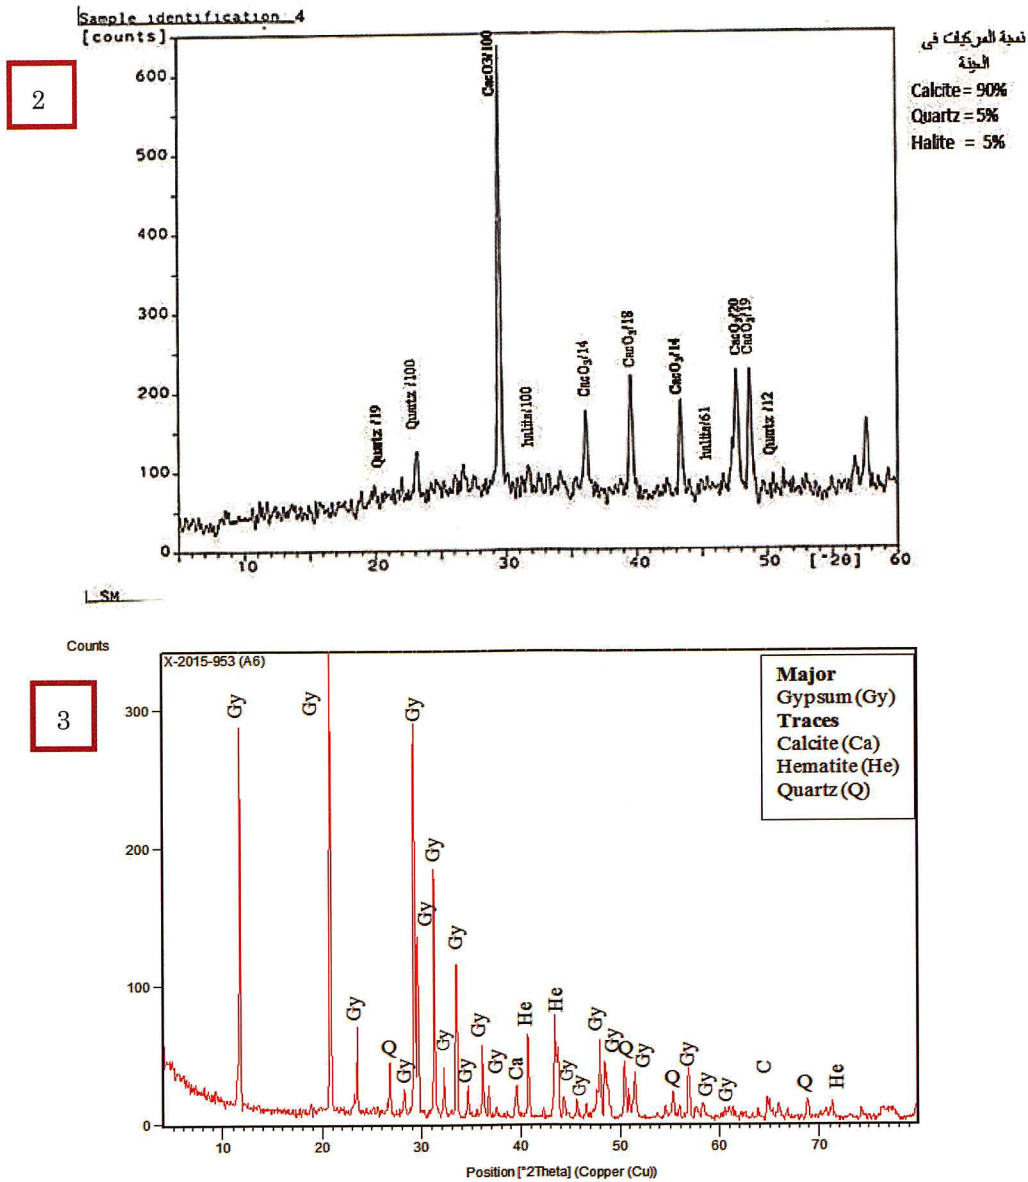 Sample identification 4
[counts]
2
600
500
400
300
200
100
0
10
20
30
40
50
[°2θ]
60
CacO3/100
Quartz /19
Quartz /100
halite/100
CacO₃/14
CacO₃/18
CacO₃/14
halite/61
CacO₃/20
CacO₃/19
Quartz /12
نسبة المركبات فى
العينة
Calcite = 90%
Quartz = 5%
Halite = 5%
SM
Counts
3
X-2015-953 (A6)
300
200
100
0
Gy
Gy
Gy
Q
Gy
Gy
Gy
Gy
Gy
Gy
Gy
Gy
Gy
Ca
He
He
Gy
Gy
Gy
Gy
Q
Gy
Q
Gy
Gy
Gy
C
Q
He
Major
Gypsum (Gy)
Traces
Calcite (Ca)
Hematite (He)
Quartz (Q)
10
20
30
40
50
60
70
Position [°2Theta] (Copper (Cu))